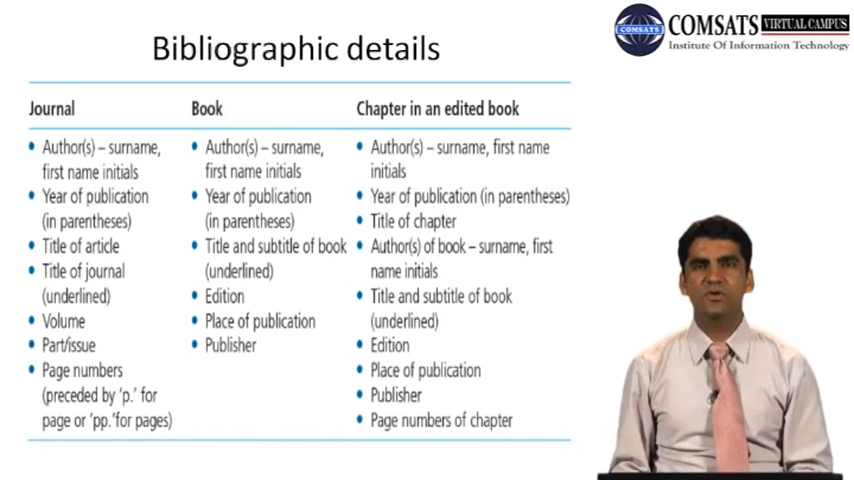 Bibliographic details
COMSATS VIRTUAL CAMPUS
Institute Of Information Technology
COMSATS
Journal
• Author(s) – surname,
first name initials
• Year of publication
(in parentheses)
• Title of article
• Title of journal
(underlined)
• Volume
• Part/issue
• Page numbers
(preceded by 'p.' for
page or 'pp.'for pages)
Book
• Author(s) – surname,
first name initials
• Year of publication
(in parentheses)
• Title and subtitle of book
(underlined)
• Edition
• Place of publication
• Publisher
Chapter in an edited book
• Author(s) – surname, first name
initials
• Year of publication (in parentheses)
• Title of chapter
• Author(s) of book – surname, first
name initials
• Title and subtitle of book
(underlined)
• Edition
• Place of publication
• Publisher
• Page numbers of chapter